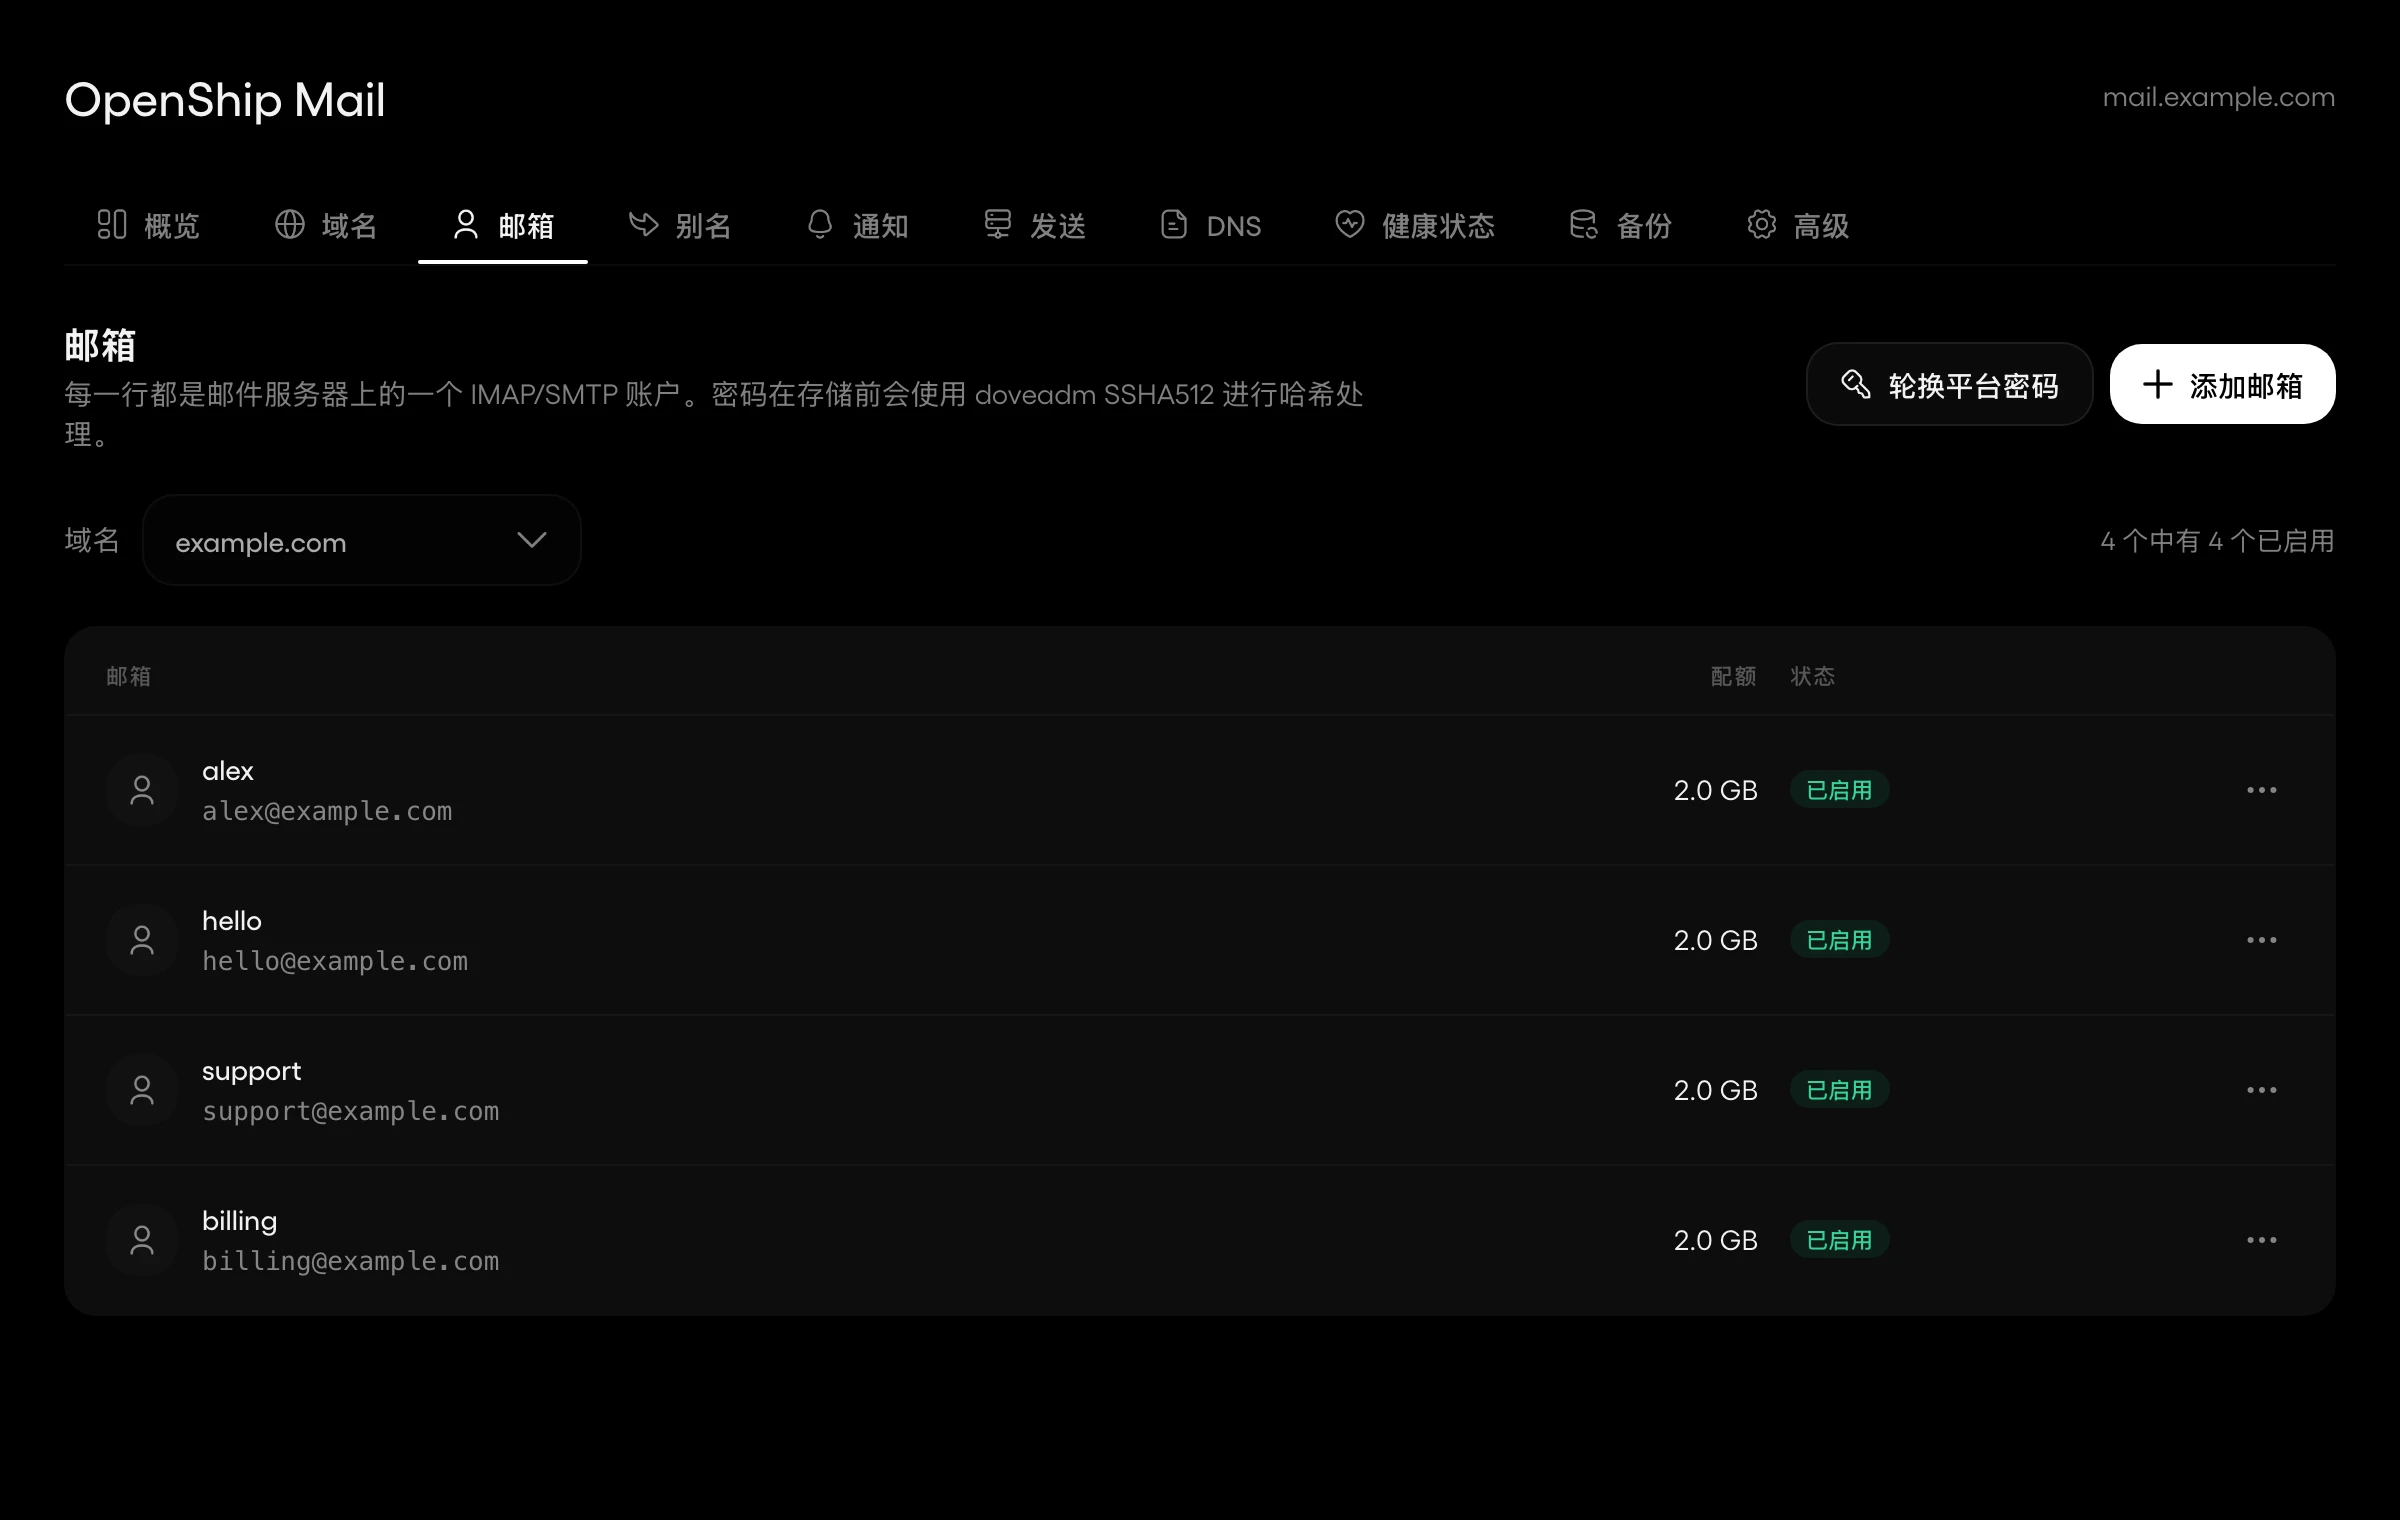 OpenShip Mail
mail.example.com
概览 域名 邮箱 别名 通知 发送 DNS 健康状态 备份 高级
邮箱
每一行都是邮件服务器上的一个 IMAP/SMTP 账户。密码在存储前会使用 doveadm SSHA512 进行哈希处
理。
轮换平台密码
添加邮箱
域名 example.com
4 个中有 4 个已启用
邮箱 配额 状态
alex
alex@example.com
2.0 GB 已启用
hello
hello@example.com
2.0 GB 已启用
support
support@example.com
2.0 GB 已启用
billing
billing@example.com
2.0 GB 已启用